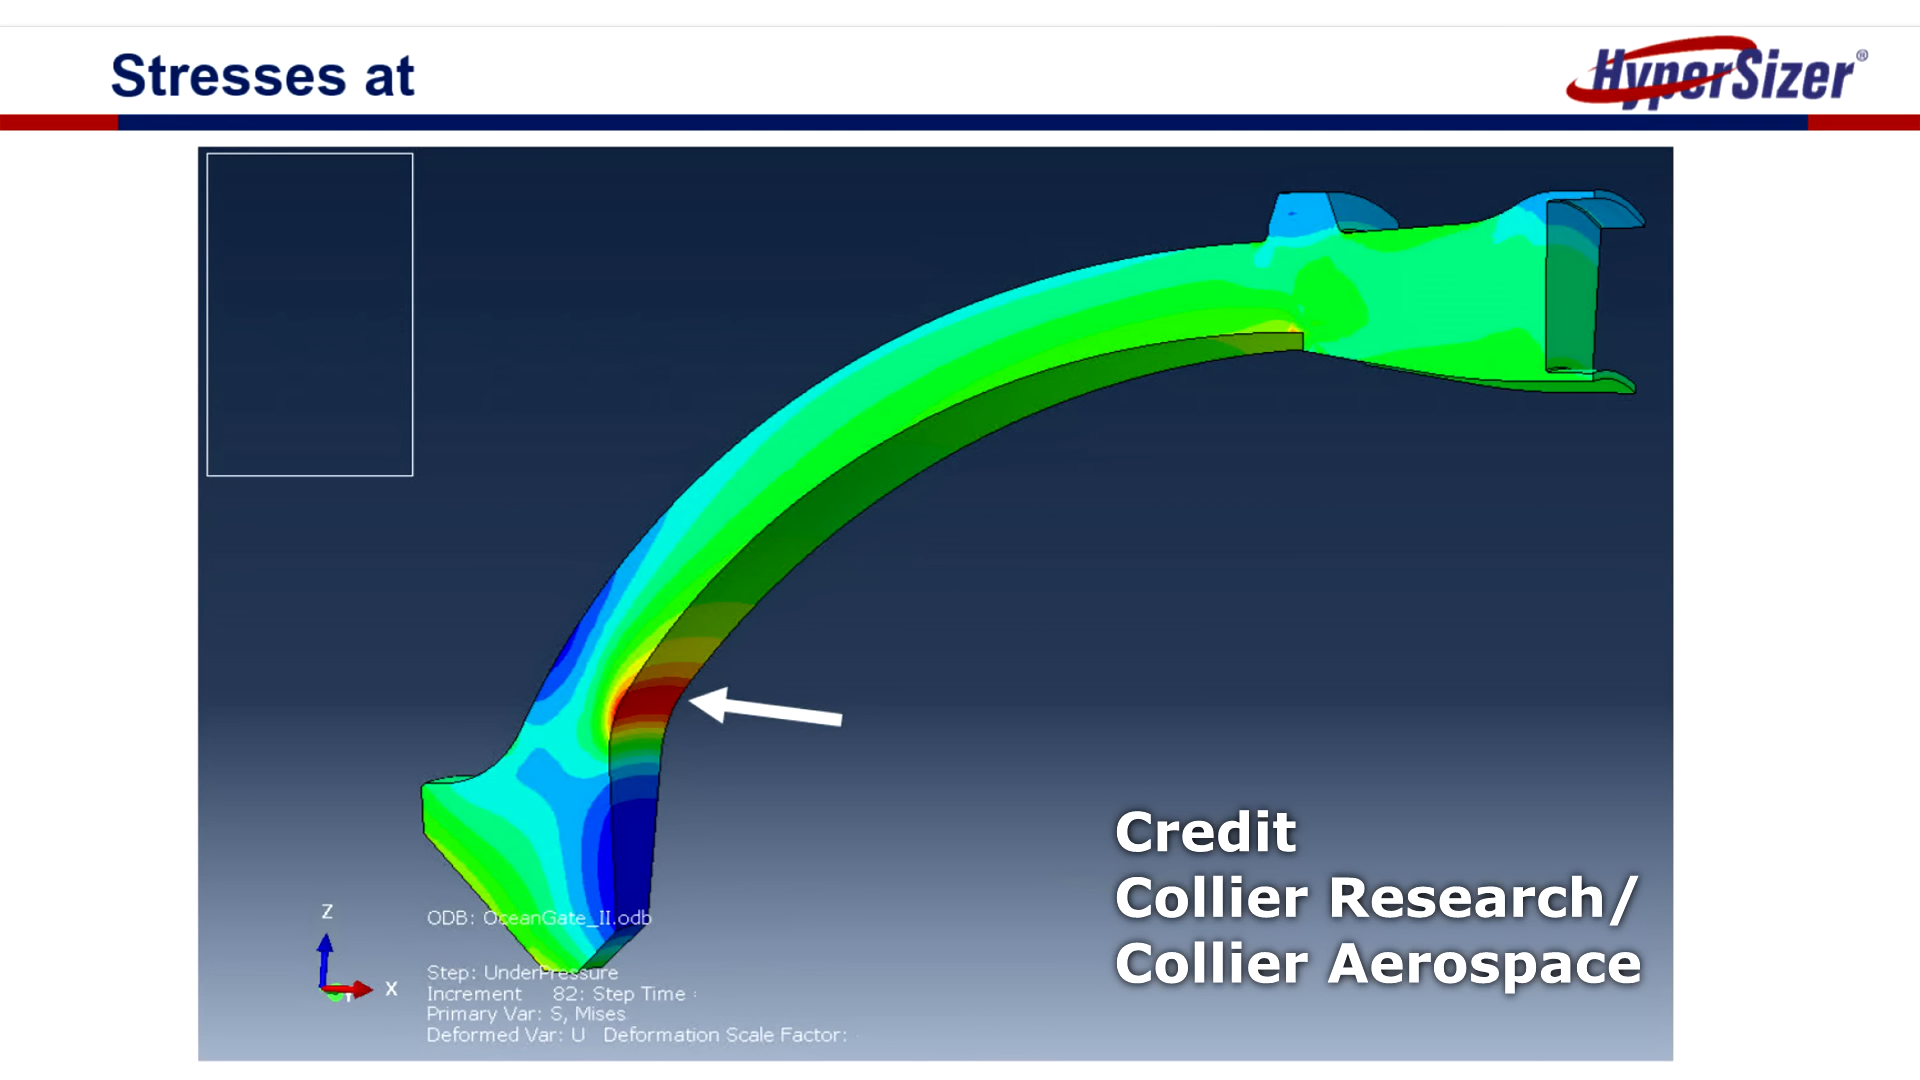 Stresses at
HyperSizer®
Z
X
Y
ODB: OceanGate_II.odb
Step: UnderPressure
Increment 82: Step Time :
Primary Var: S, Mises
Deformed Var: U Deformation Scale Factor:
Credit
Collier Research/
Collier Aerospace